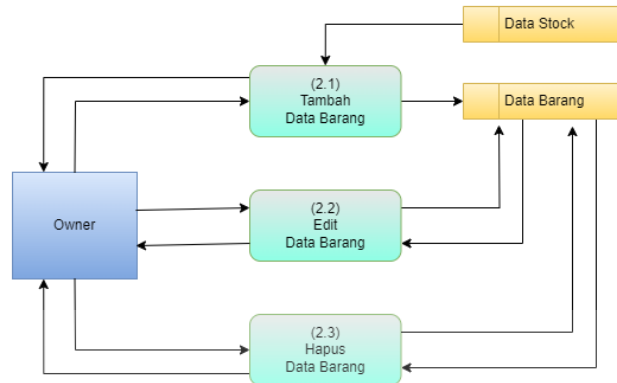 Data Stock
(2.1)
Tambah
Data Barang
Data Barang
Owner
(2.2)
Edit
Data Barang
(2.3)
Hapus
Data Barang